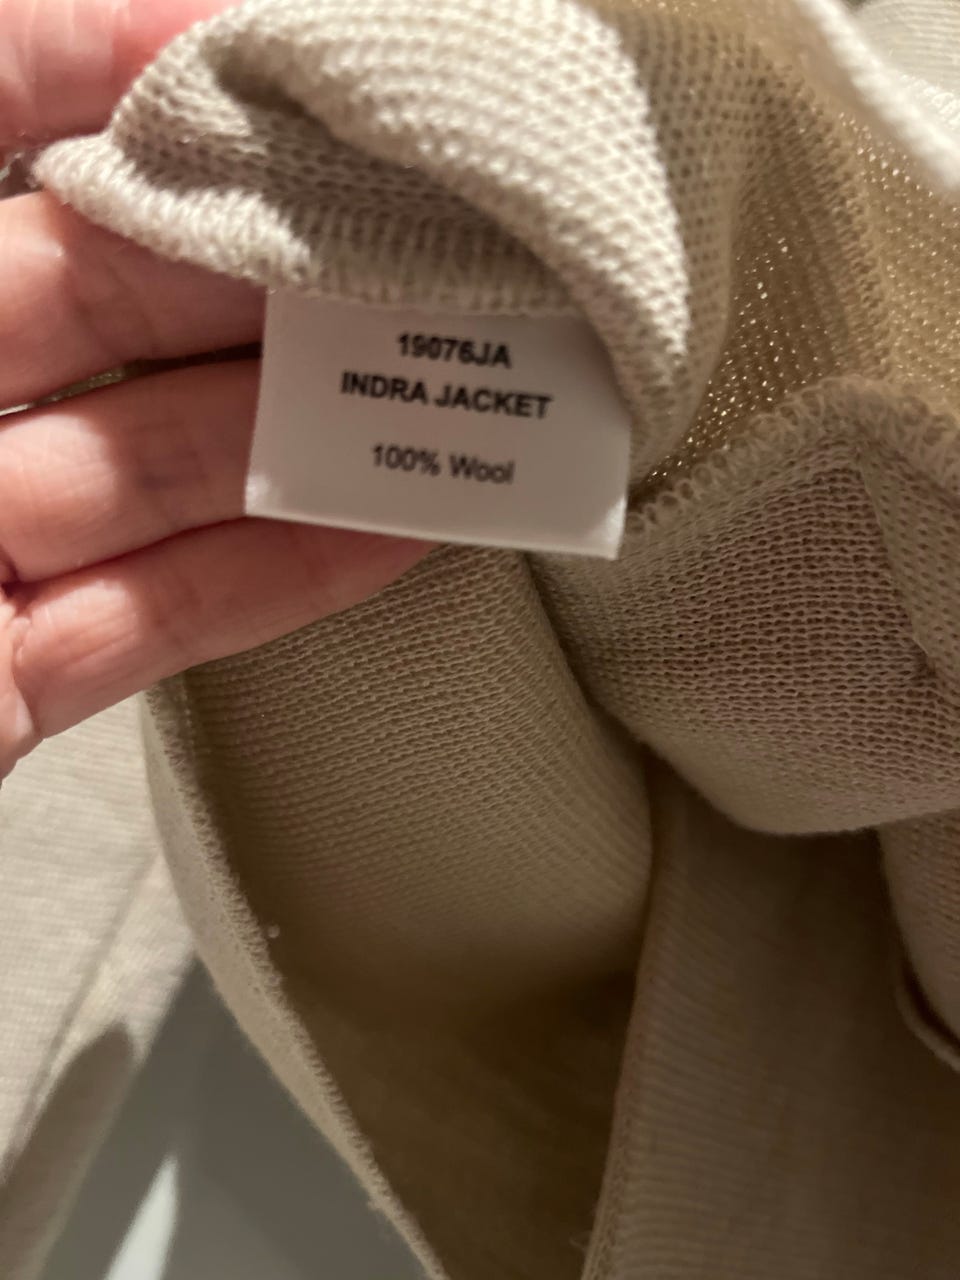 19076JA
INDRA JACKET
100% Wool